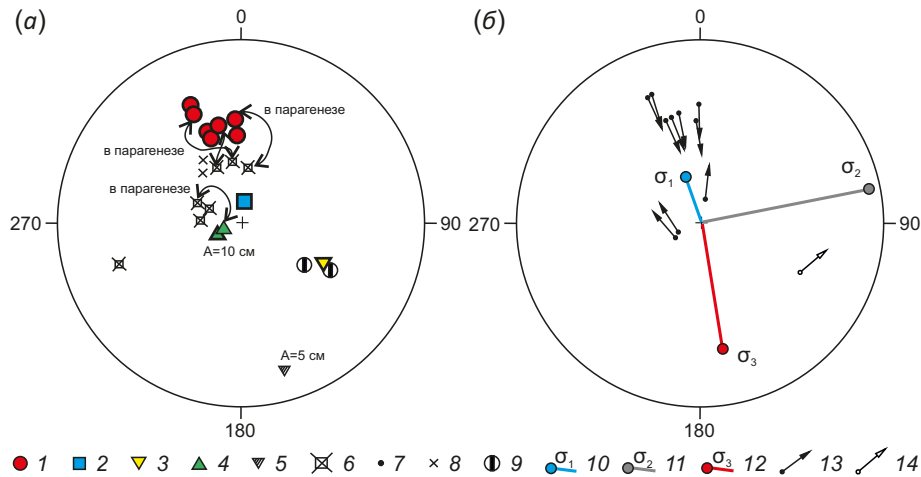 (а)
0
в парагенезе
в парагенезе
в парагенезе
270
90
А=10 см
А=5 см
180
(б)
0
σ1
σ2
270
90
σ3
180
1 2 3 4 5 6 7 8 9 σ1 10 σ2 11 σ3 12 13 14